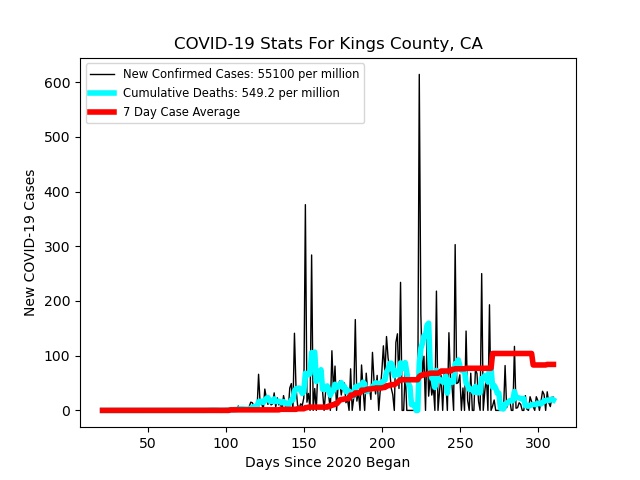 COVID-19 Stats For Kings County, CA
New Confirmed Cases: 55100 per million
Cumulative Deaths: 549.2 per million
7 Day Case Average
New COVID-19 Cases
600
500
400
300
200
100
0
50 100 150 200 250 300
Days Since 2020 Began